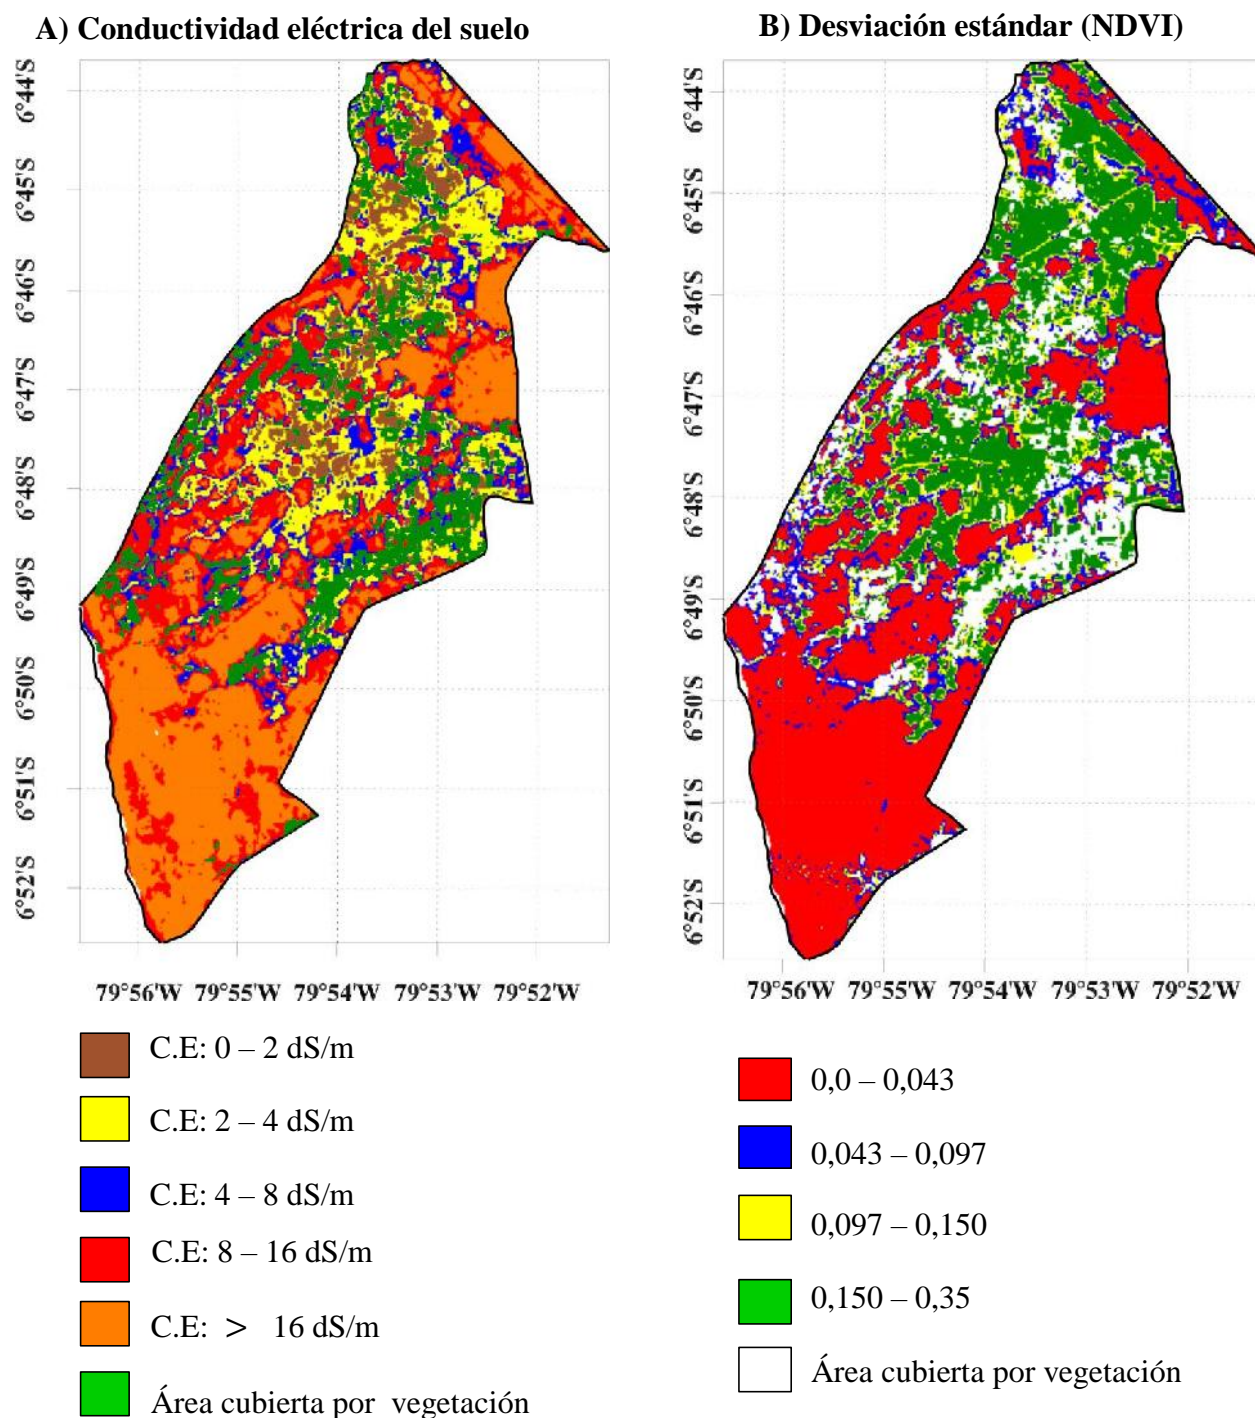 A) Conductividad eléctrica del suelo
B) Desviación estándar (NDVI)
6°44'S
6°45'S
6°46'S
6°47'S
6°48'S
6°49'S
6°50'S
6°51'S
6°52'S
79°56'W 79°55'W 79°54'W 79°53'W 79°52'W
6°44'S
6°45'S
6°46'S
6°47'S
6°48'S
6°49'S
6°50'S
6°51'S
6°52'S
79°56'W 79°55'W 79°54'W 79°53'W 79°52'W
C.E: 0 – 2 dS/m
C.E: 2 – 4 dS/m
C.E: 4 – 8 dS/m
C.E: 8 – 16 dS/m
C.E: > 16 dS/m
Área cubierta por vegetación
0,0 – 0,043
0,043 – 0,097
0,097 – 0,150
0,150 – 0,35
Área cubierta por vegetación